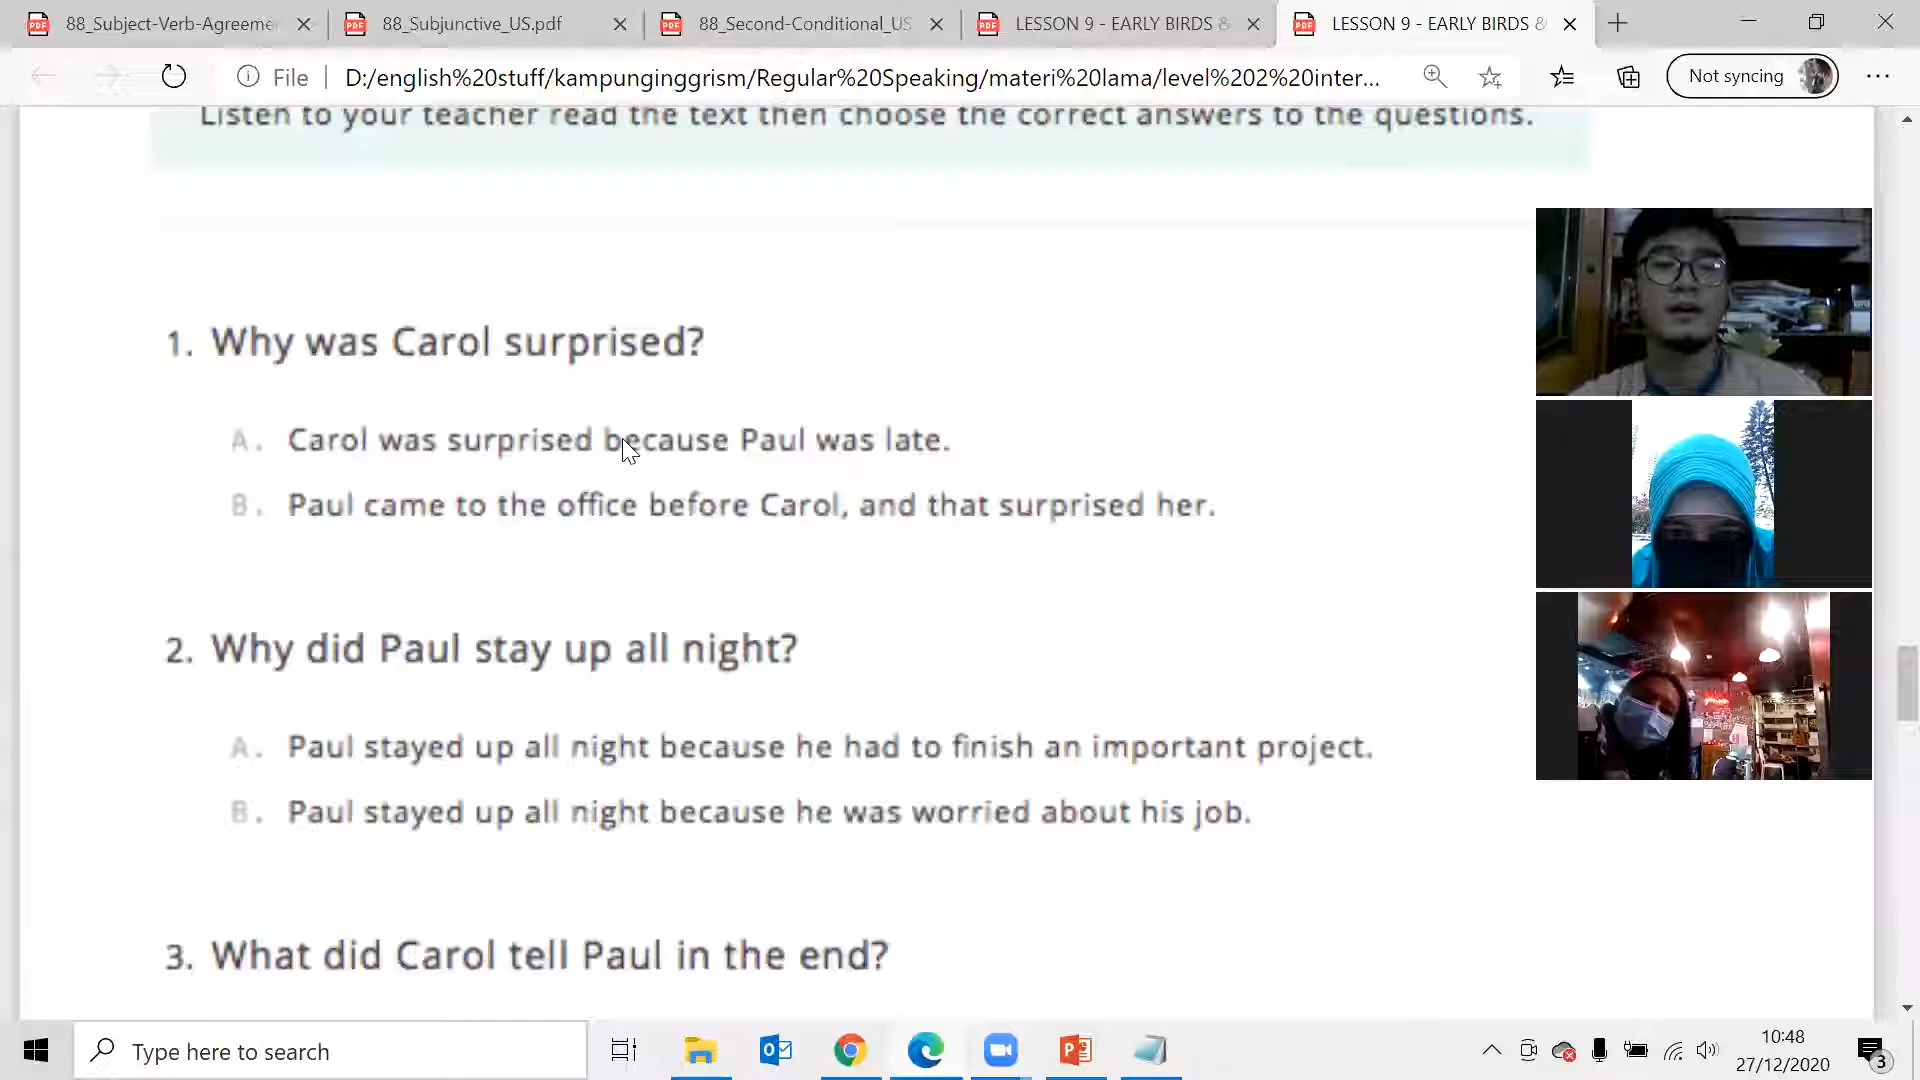 88_Subject-Verb-Agreeme
88_Subjunctive_US.pdf
88_Second-Conditional_US
LESSON 9 - EARLY BIRDS &
LESSON 9 - EARLY BIRDS &
File
D:/english%20stuff/kampunginggrism/Regular%20Speaking/materi%20lama/level%202%20inter...
Not syncing
Listen to your teacher read the text then choose the correct answers to the questions.
1. Why was Carol surprised?
A. Carol was surprised because Paul was late.
B. Paul came to the office before Carol, and that surprised her.
2. Why did Paul stay up all night?
A. Paul stayed up all night because he had to finish an important project.
B. Paul stayed up all night because he was worried about his job.
3. What did Carol tell Paul in the end?
Type here to search
10:48
27/12/2020
3